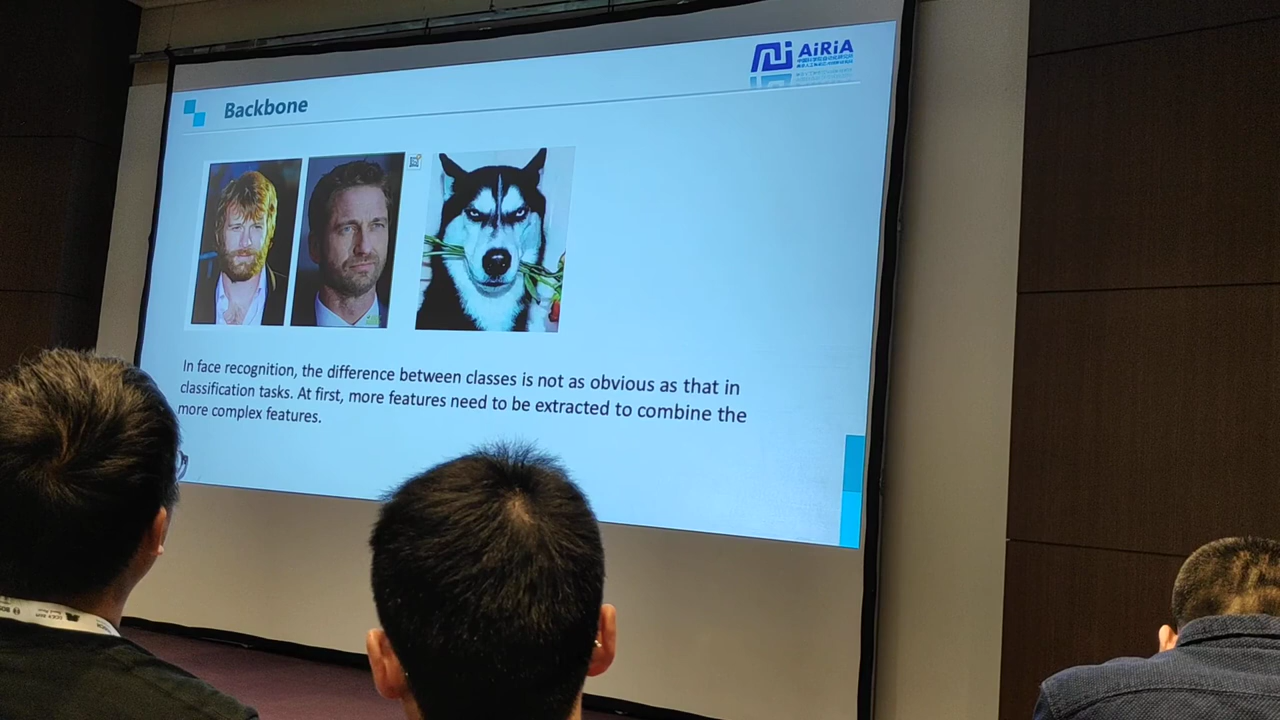 AiRiA
Backbone
In face recognition, the difference between classes is not as obvious as that in
classification tasks. At first, more features need to be extracted to combine the
more complex features.